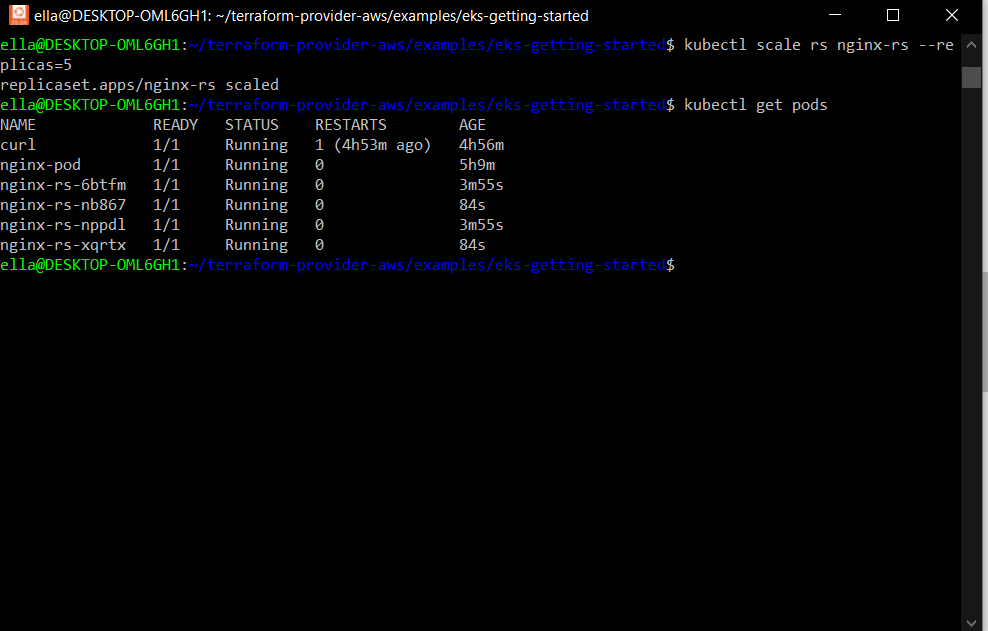 ella@DESKTOP-OML6GH1: ~/terraform-provider-aws/examples/eks-getting-started
ella@DESKTOP-OML6GH1:~/terraform-provider-aws/examples/eks-getting-started$ kubectl scale rs nginx-rs --re
plicas=5
replicaset.apps/nginx-rs scaled
ella@DESKTOP-OML6GH1:~/terraform-provider-aws/examples/eks-getting-started$ kubectl get pods
NAME             READY   STATUS    RESTARTS        AGE
curl             1/1     Running   1 (4h53m ago)   4h56m
nginx-pod        1/1     Running   0               5h9m
nginx-rs-6btfm   1/1     Running   0               3m55s
nginx-rs-nb867   1/1     Running   0               84s
nginx-rs-nppdl   1/1     Running   0               3m55s
nginx-rs-xqrtx   1/1     Running   0               84s
ella@DESKTOP-OML6GH1:~/terraform-provider-aws/examples/eks-getting-started$